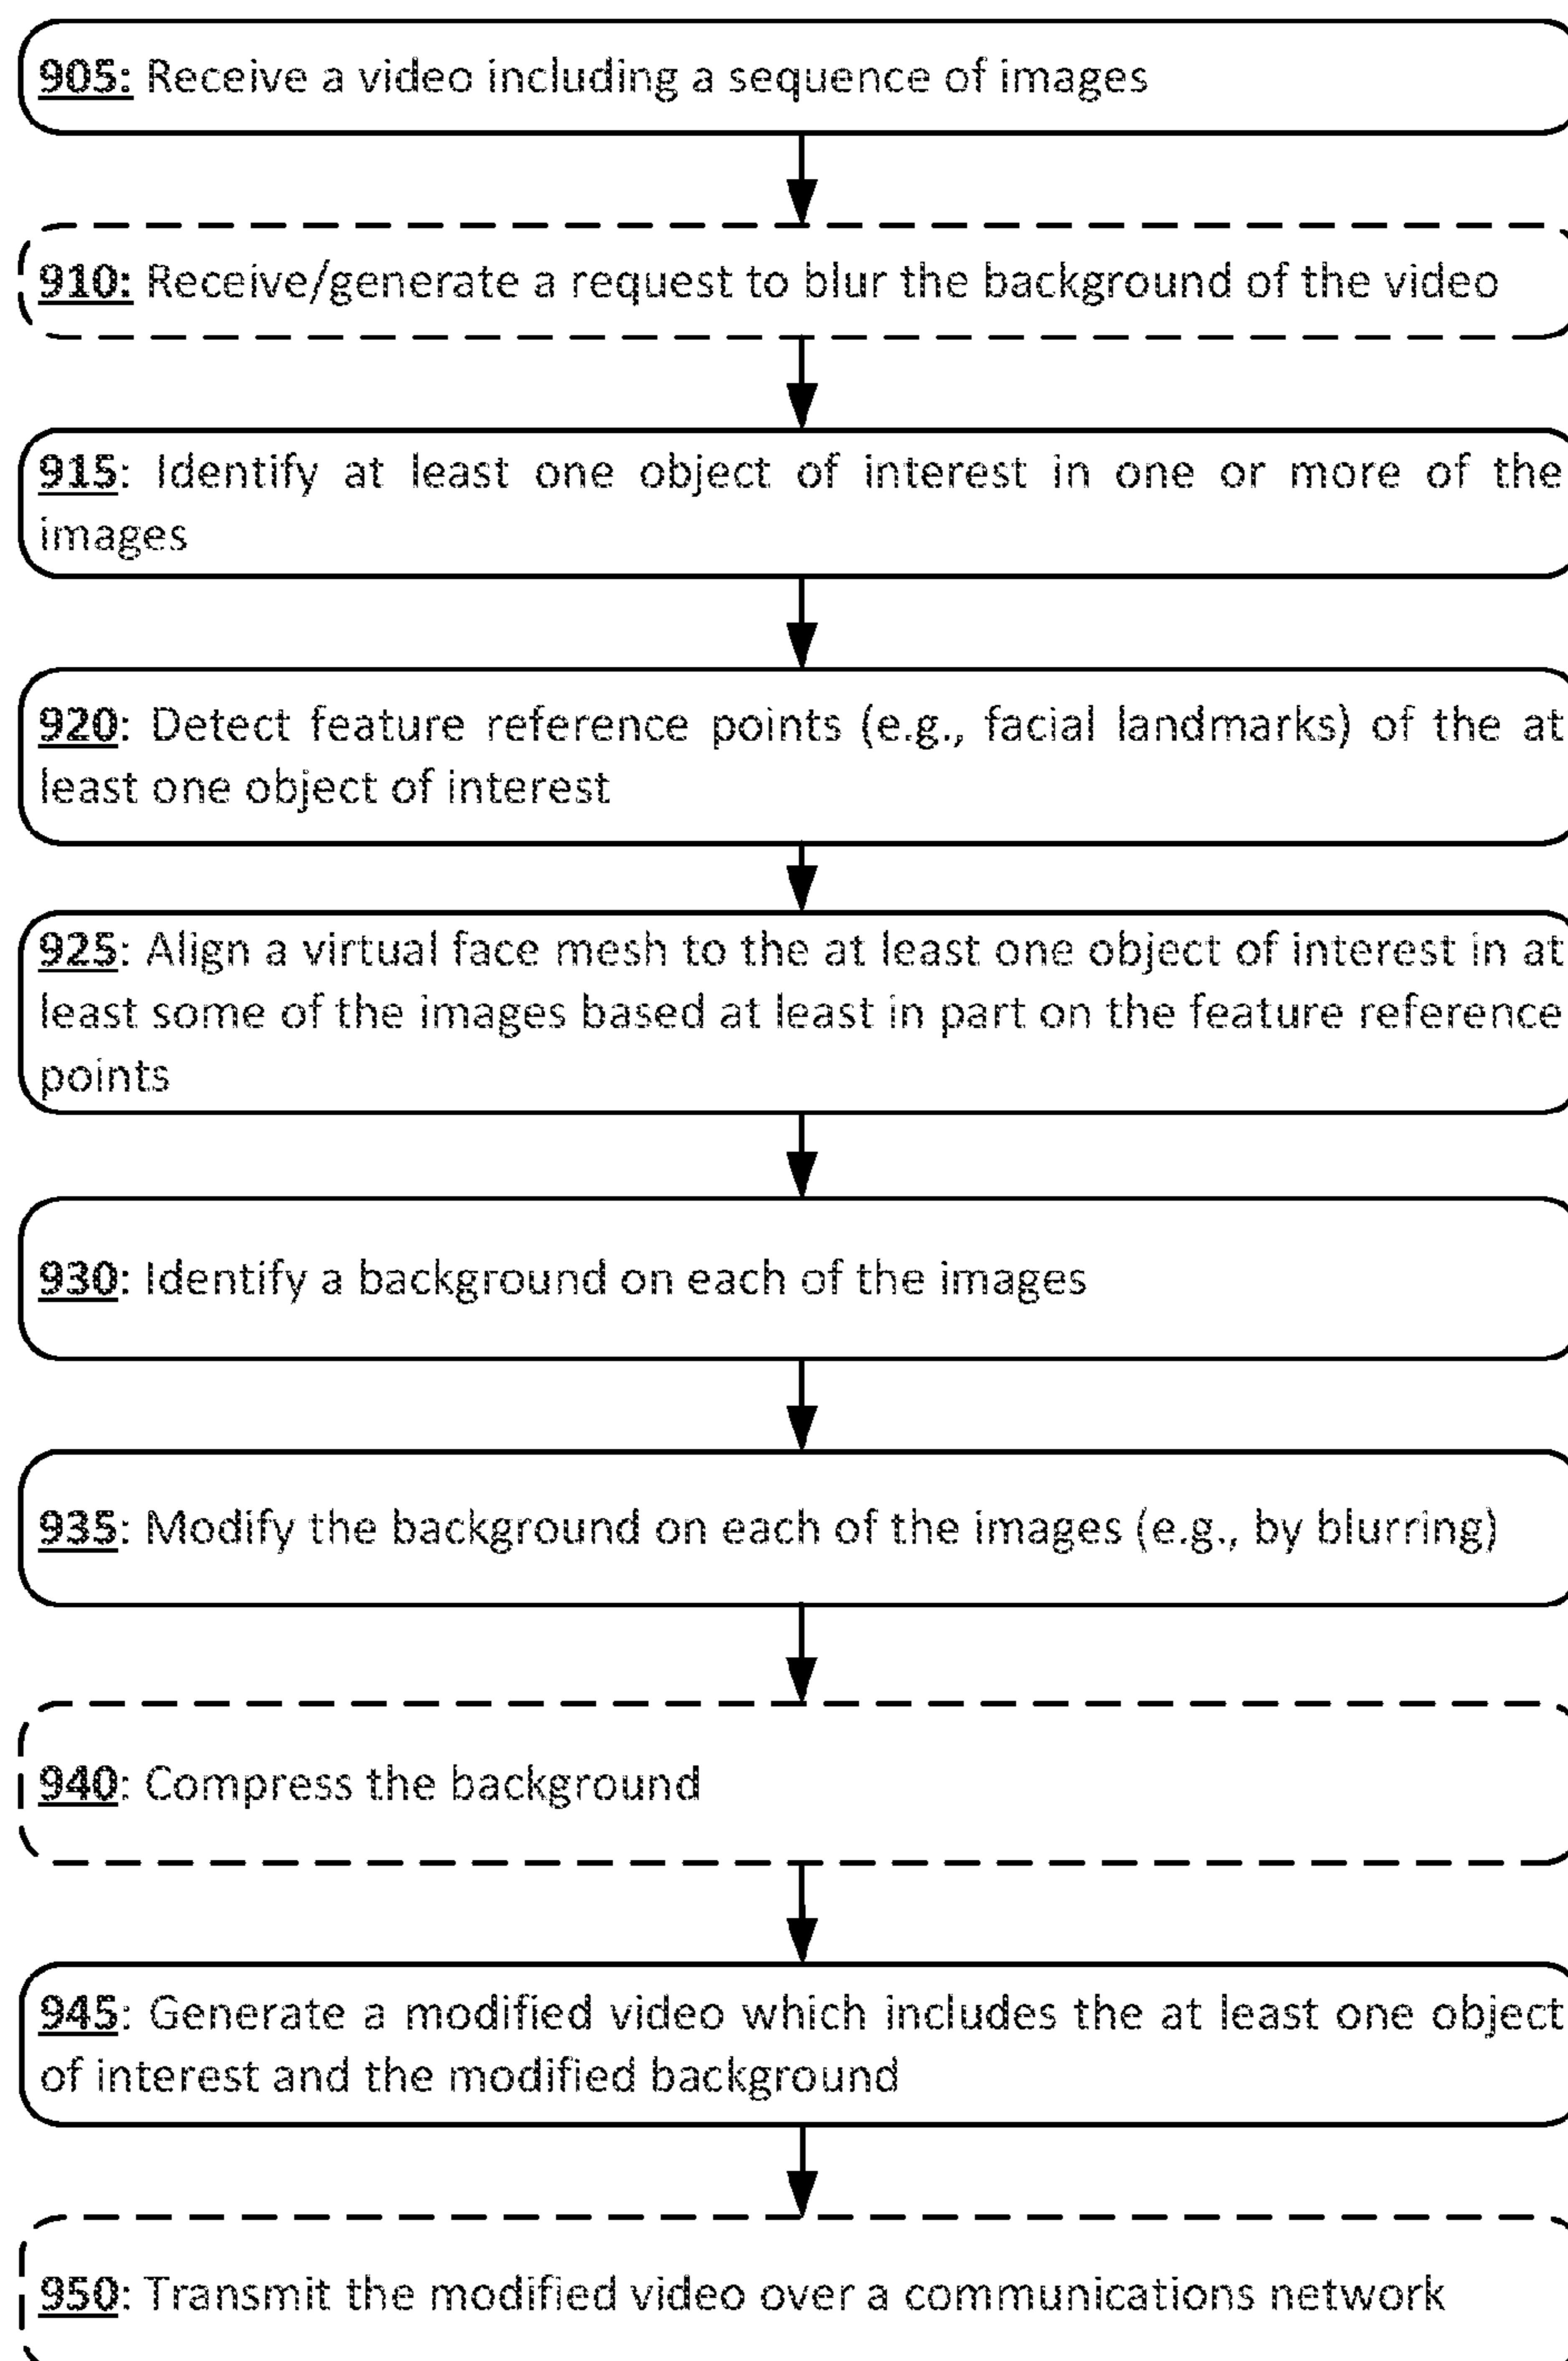 905: Receive a video including a sequence of images
910: Receive/generate a request to blur the background of the video
915: Identify at least one object of interest in one or more of the
images
920: Detect feature reference points (e.g., facial landmarks) of the at
least one object of interest
925: Align a virtual face mesh to the at least one object of interest in at
least some of the images based at least in part on the feature reference
points
930: Identify a background on each of the images
935: Modify the background on each of the images (e.g., by blurring)
940: Compress the background
945: Generate a modified video which includes the at least one object
of interest and the modified background
950: Transmit the modified video over a communications network